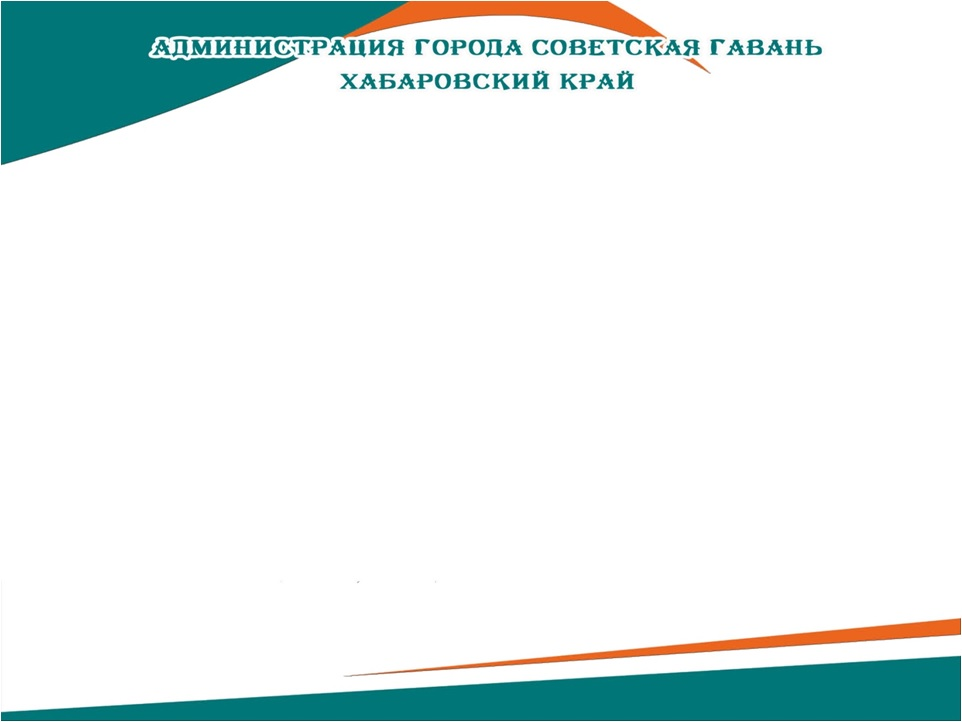 АДМИНИСТРАЦИЯ ГОРОДА СОВЕТСКАЯ ГАВАНЬ
ХАБАРОВСКИЙ КРАЙ